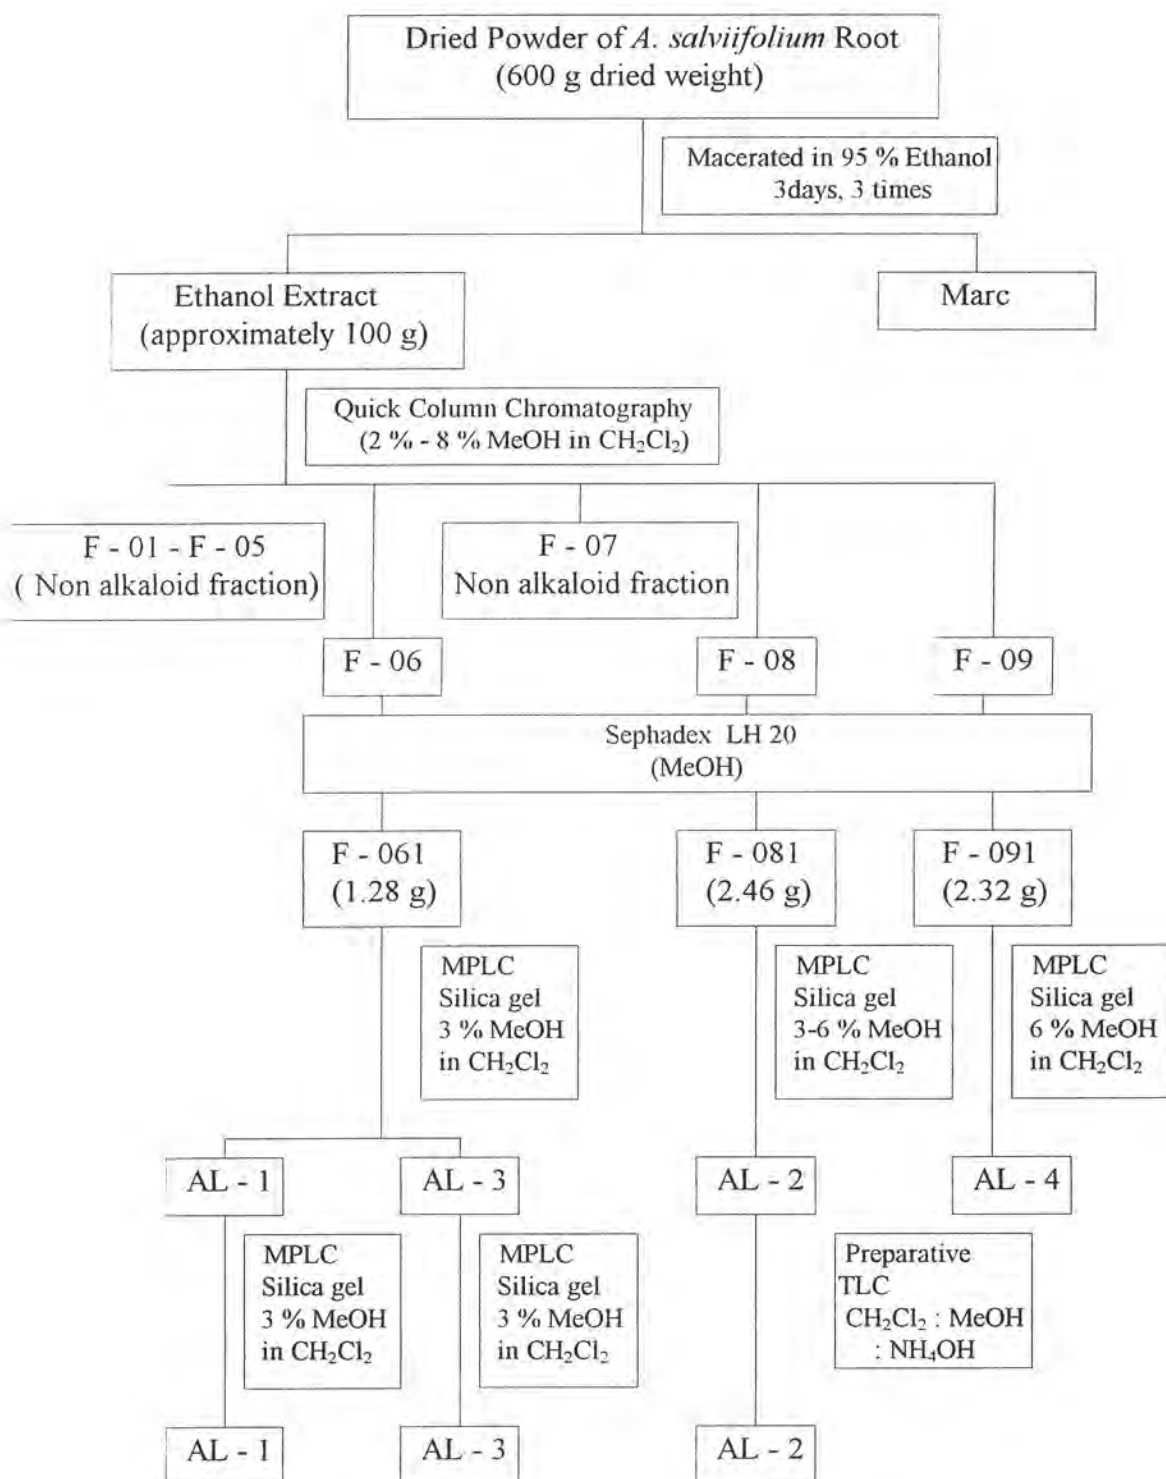 Dried Powder of A. salviifolium Root
(600 g dried weight)
Macerated in 95 % Ethanol
3days, 3 times
Ethanol Extract
(approximately 100 g)
Marc
Quick Column Chromatography
(2 % - 8 % MeOH in CH₂Cl₂)
F - 01 - F - 05
( Non alkaloid fraction)
F - 07
Non alkaloid fraction
F - 06
F - 08
F - 09
Sephadex LH 20
(MeOH)
F - 061
(1.28 g)
F - 081
(2.46 g)
F - 091
(2.32 g)
MPLC
Silica gel
3 % MeOH
in CH₂Cl₂
MPLC
Silica gel
3-6 % MeOH
in CH₂Cl₂
MPLC
Silica gel
6 % MeOH
in CH₂Cl₂
AL - 1
AL - 3
AL - 2
AL - 4
MPLC
Silica gel
3 % MeOH
in CH₂Cl₂
MPLC
Silica gel
3 % MeOH
in CH₂Cl₂
Preparative
TLC
CH₂Cl₂ : MeOH
: NH₄OH
AL - 1
AL - 3
AL - 2